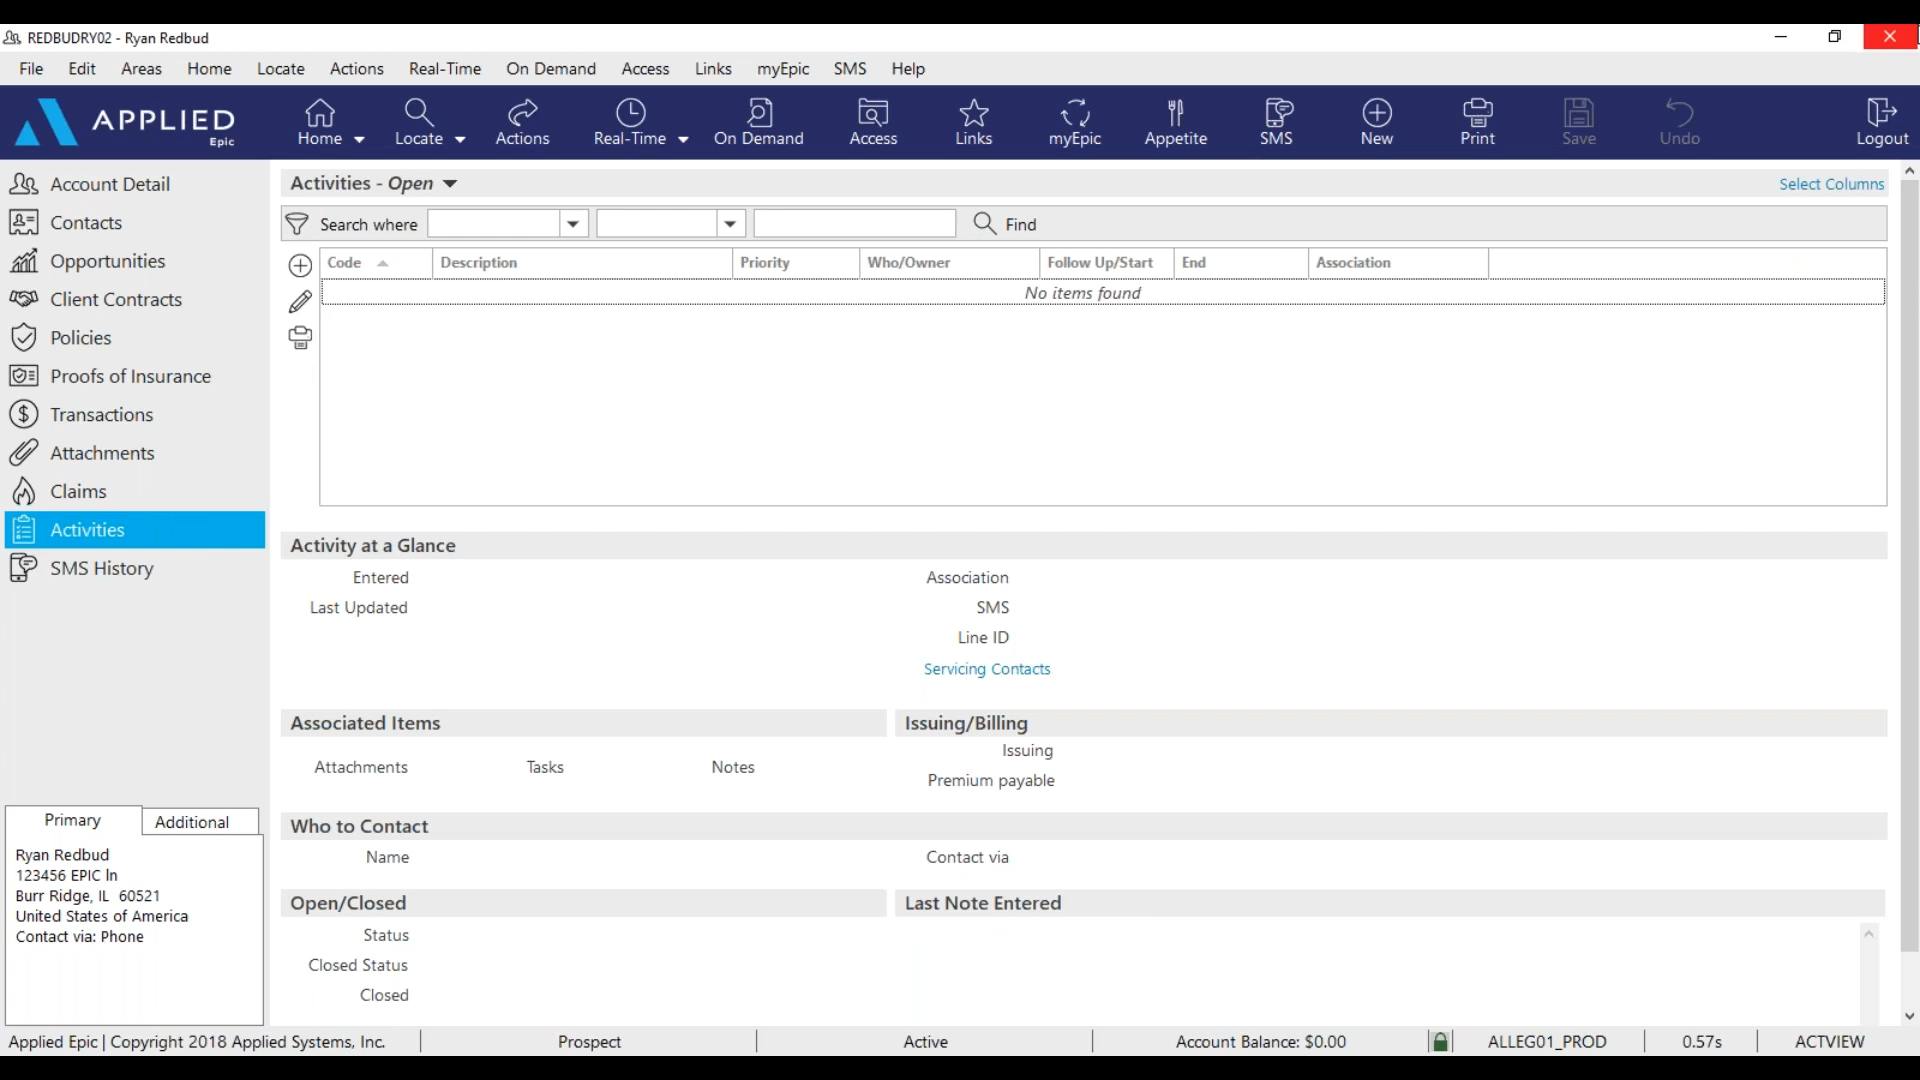 REDBUDRY02 - Ryan Redbud
File Edit Areas Home Locate Actions Real-Time On Demand Access Links myEpic SMS Help
APPLIED
Epic
Home Locate Actions Real-Time On Demand Access Links myEpic Appetite SMS New Print Save Undo Logout
Account Detail
Contacts
Opportunities
Client Contracts
Policies
Proofs of Insurance
Transactions
Attachments
Claims
Activities
SMS History
Activities - Open
Select Columns
Search where Find
Code Description Priority Who/Owner Follow Up/Start End Association
No items found
Activity at a Glance
Entered Association
Last Updated SMS
Line ID
Servicing Contacts
Associated Items Issuing/Billing
Issuing
Attachments Tasks Notes
Premium payable
Who to Contact
Name Contact via
Open/Closed Last Note Entered
Status
Closed Status
Closed
Primary Additional
Ryan Redbud
123456 EPIC ln
Burr Ridge, IL 60521
United States of America
Contact via: Phone
Applied Epic | Copyright 2018 Applied Systems, Inc. Prospect Active Account Balance: $0.00 ALLEG01_PROD 0.57s ACTVIEW